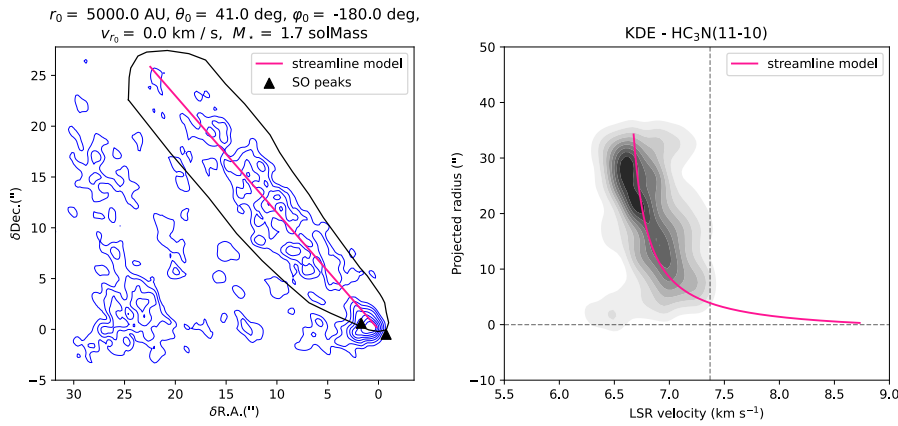 r₀ = 5000.0 AU, θ₀ = 41.0 deg, φ₀ = -180.0 deg,
v_r₀ = 0.0 km / s, M⋆ = 1.7 solMass
streamline model
SO peaks
25
20
15
10
5
0
−5
δDec.(")
30
25
20
15
10
5
0
δR.A.(")
KDE - HC₃N(11-10)
streamline model
50
40
30
20
10
0
−10
Projected radius(")
5.5
6.0
6.5
7.0
7.5
8.0
8.5
9.0
LSR velocity (km s⁻¹)